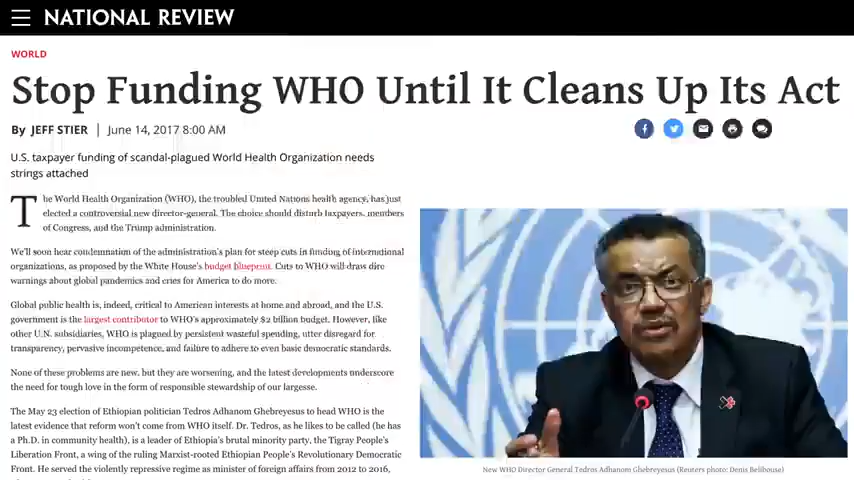 NATIONAL REVIEW
WORLD
Stop Funding WHO Until It Cleans Up Its Act
By JEFF STIER | June 14, 2017 8:00 AM
U.S. taxpayer funding of scandal-plagued World Health Organization needs
strings attached
The World Health Organization (WHO), the troubled United Nations health agency, has just
elected a controversial new director-general. The choice should disturb taxpayers, members
of Congress, and the Trump administration.
We'll soon hear condemnation of the administration's plan for steep cuts in funding of international
organizations, as proposed by the White House's budget blueprint. Cuts to WHO will draw dire
warnings about global pandemics and cries for America to do more.
Global public health is, indeed, critical to American interests at home and abroad, and the U.S.
government is the largest contributor to WHO's approximately $2 billion budget. However, like
other U.N. subsidiaries, WHO is plagued by persistent wasteful spending, utter disregard for
transparency, pervasive incompetence, and failure to adhere to even basic democratic standards.
None of these problems are new, but they are worsening, and the latest developments underscore
the need for tough love in the form of responsible stewardship of our largesse.
The May 23 election of Ethiopian politician Tedros Adhanom Ghebreyesus to head WHO is the
latest evidence that reform won't come from WHO itself. Dr. Tedros, as he likes to be called (he has
a Ph.D. in community health), is a leader of Ethiopia's brutal minority party, the Tigray People's
Liberation Front, a wing of the ruling Marxist-rooted Ethiopian People's Revolutionary Democratic
Front. He served the violently repressive regime as minister of foreign affairs from 2012 to 2016,
New WHO Director General Tedros Adhanom Ghebreyesus (Reuters photo: Denis Balibouse)